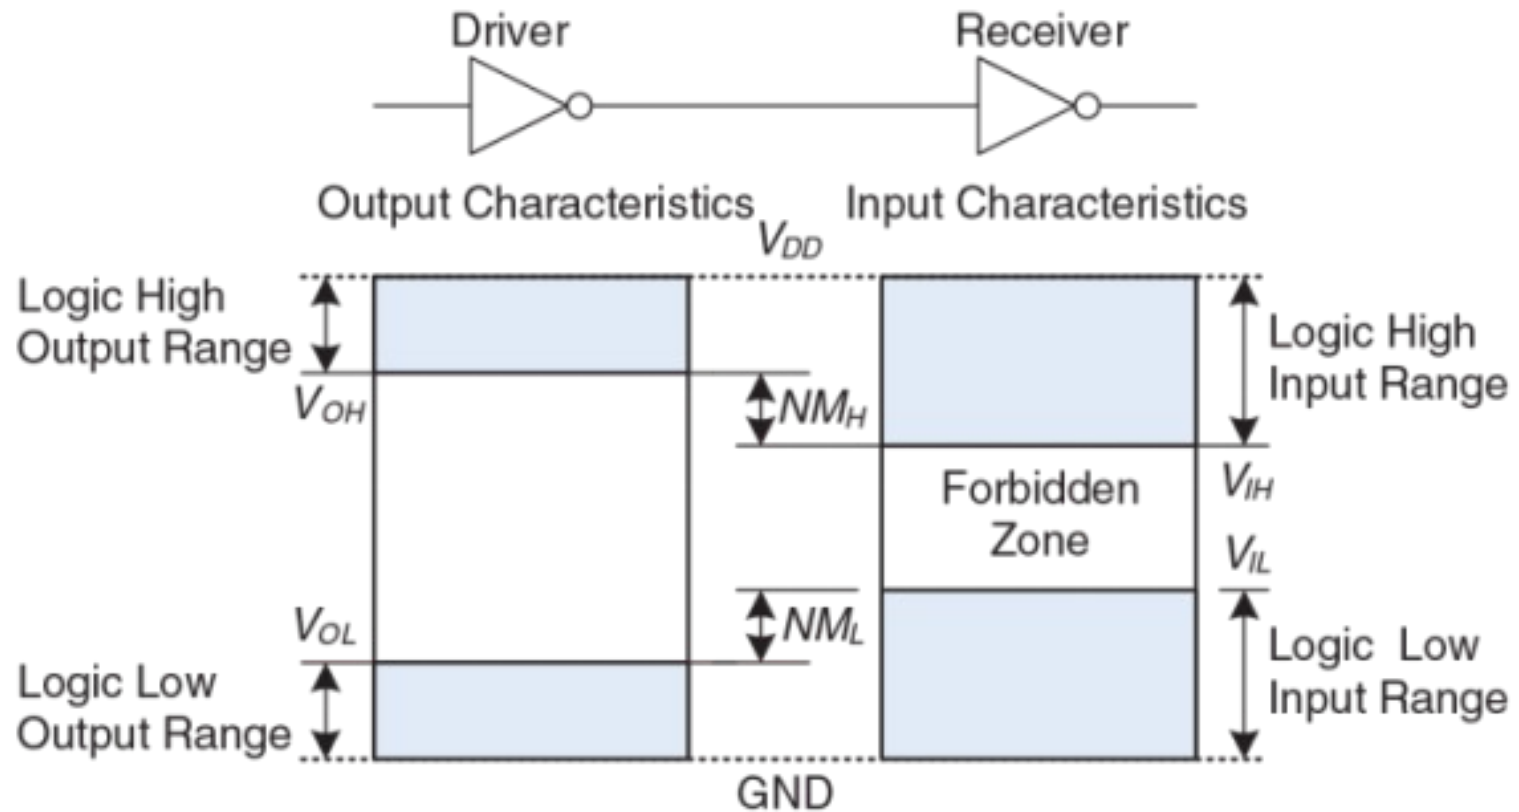 Driver
Receiver
Output Characteristics
Input Characteristics
VDD
Logic High
Output Range
Logic High
Input Range
VOH
NMH
Forbidden
Zone
VIH
VIL
VOL
NML
Logic Low
Output Range
Logic Low
Input Range
GND